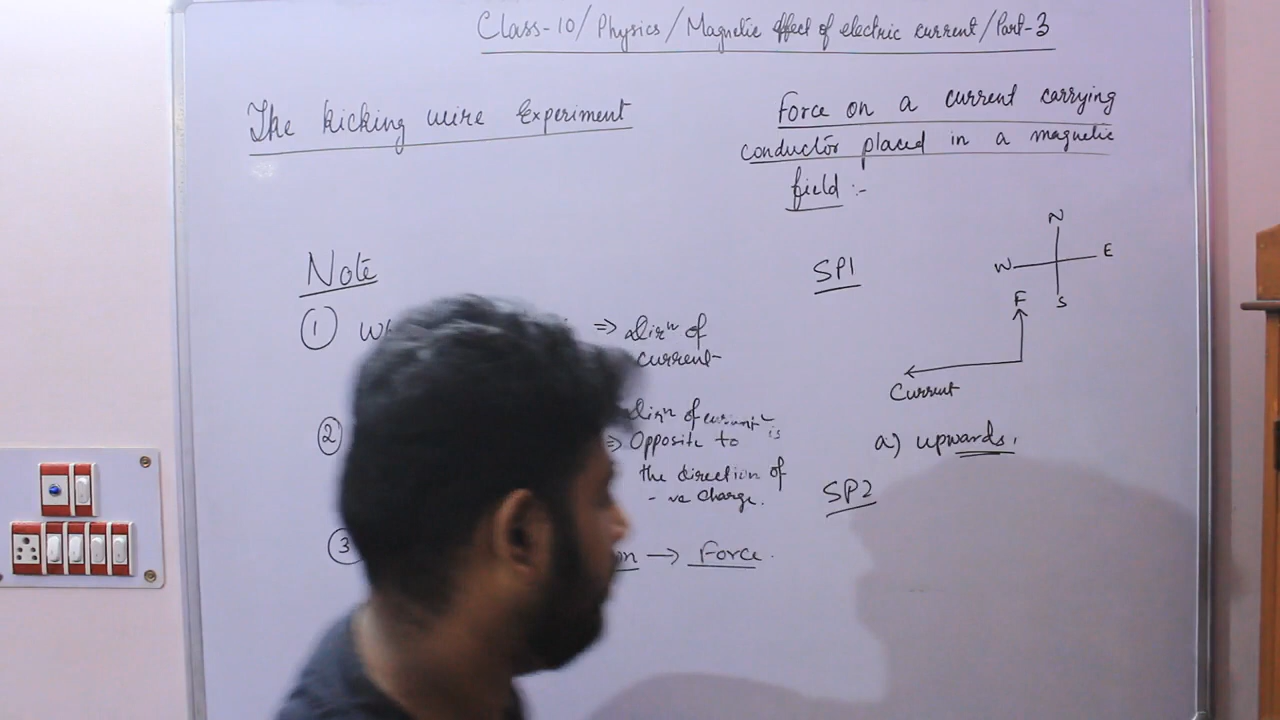 Class-10/Physics/Magnetic effect of electric current/Part-3
The kicking wire Experiment
Note
1
⇒ Dirⁿ of
current
2
dirⁿ of current is
⇒ Opposite to
the direction of
-ve charge.
3
on → Force.
Force on a current carrying
conductor placed in a magnetic
field :-
SP1
N
W E
S
F
Current
a) upwards.
SP2